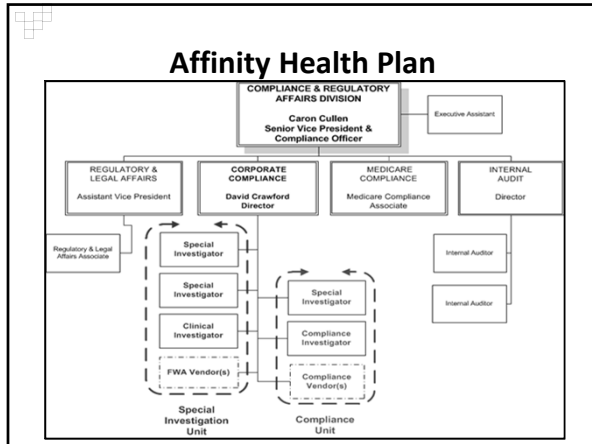 Affinity Health Plan
COMPLIANCE & REGULATORY
AFFAIRS DIVISION
Caron Cullen
Senior Vice President &
Compliance Officer
Executive Assistant
REGULATORY &
LEGAL AFFAIRS
Assistant Vice President
CORPORATE
COMPLIANCE
David Crawford
Director
MEDICARE
COMPLIANCE
Medicare Compliance
Associate
INTERNAL
AUDIT
Director
Regulatory & Legal
Affairs Associate
Special
Investigator
Special
Investigator
Clinical
Investigator
FWA Vendor(s)
Special
Investigation
Unit
Special
Investigator
Compliance
Investigator
Compliance
Vendor(s)
Compliance
Unit
Internal Auditor
Internal Auditor